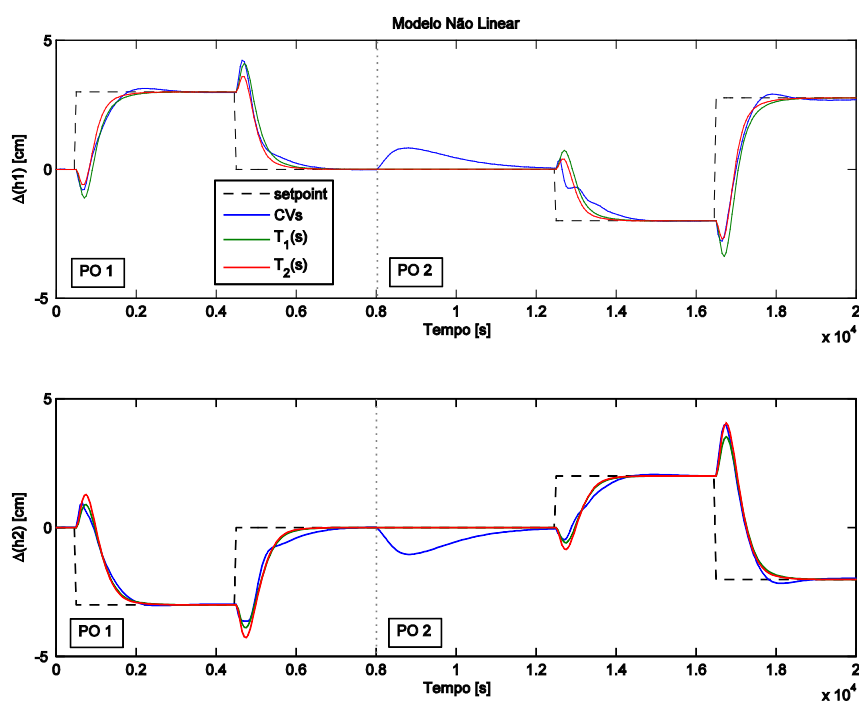 Modelo Não Linear
5
0
-5
Δ(h1) [cm]
setpoint
CVs
T1(s)
T2(s)
PO 1
PO 2
0 0.2 0.4 0.6 0.8 1 1.2 1.4 1.6 1.8 2
Tempo [s]
x 10^4
5
0
-5
Δ(h2) [cm]
PO 1
PO 2
0 0.2 0.4 0.6 0.8 1 1.2 1.4 1.6 1.8 2
Tempo [s]
x 10^4